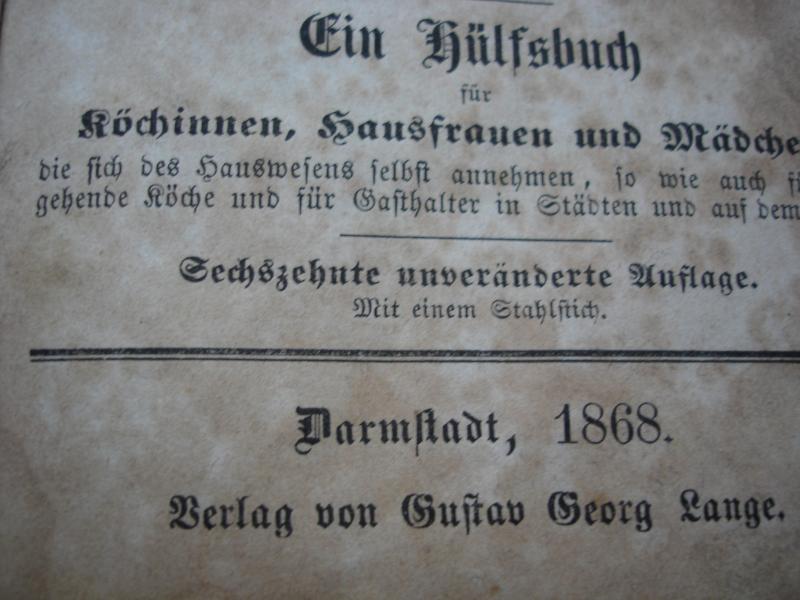 Ein Hülfsbuch
für
Köchinnen, Hausfrauen und Mädche
die ſich des Hausweſens ſelbſt annehmen, ſo wie auch f
gehende Köche und für Gaſthalter in Städten und auf dem
Sechszehnte unveränderte Auflage.
Mit einem Stahlſtich.
Darmſtadt, 1868.
Verlag von Guſtav Georg Lange.